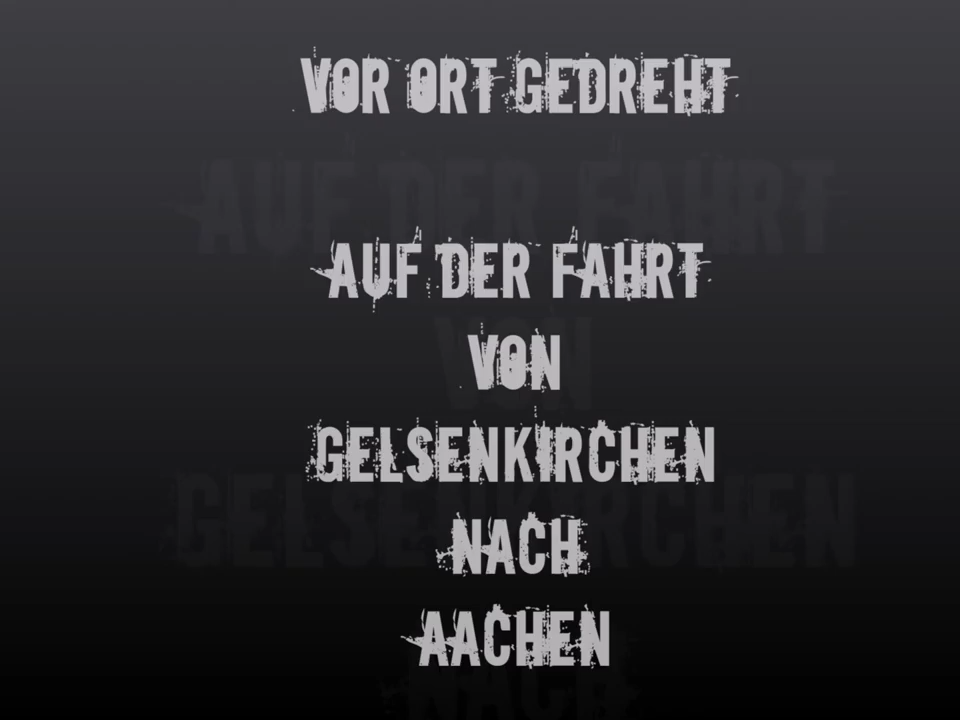 VOR ORT GEDREHT
AUF DER FAHRT
VON
GELSENKIRCHEN
NACH
AACHEN